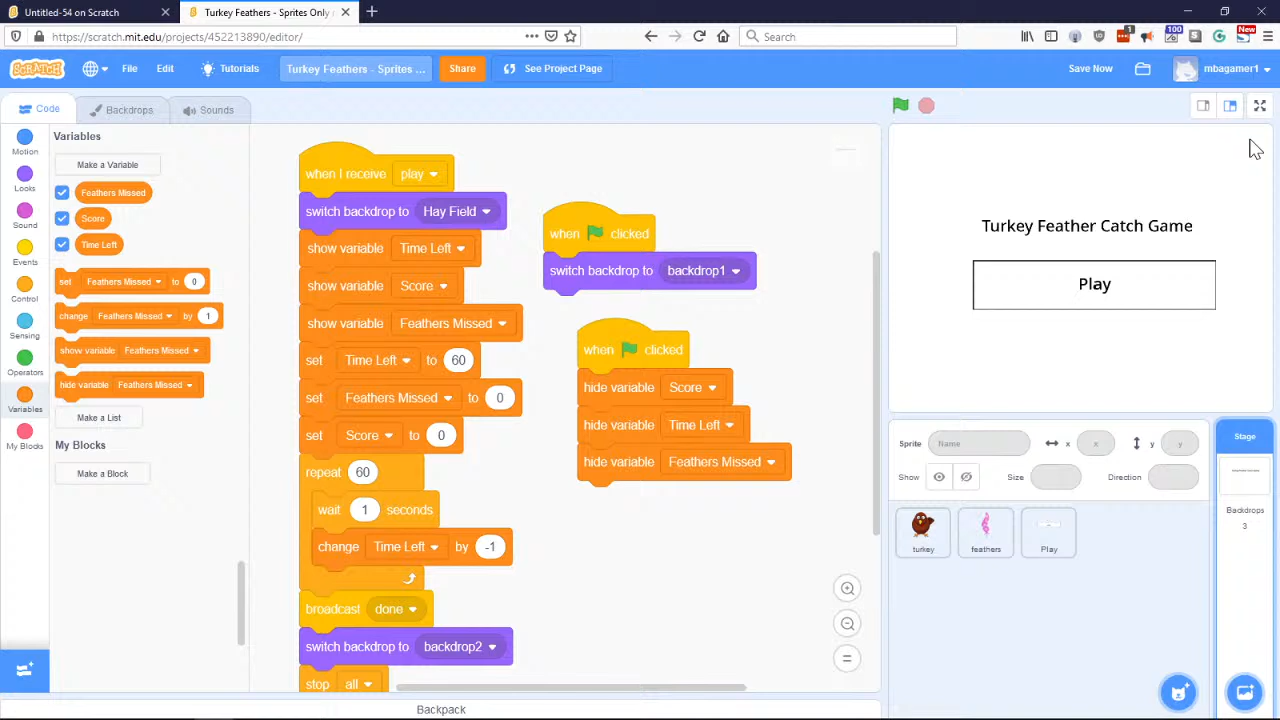 Untitled-54 on Scratch
Turkey Feathers - Sprites Only
https://scratch.mit.edu/projects/452213890/editor/
Search
1
100
New
SCRATCH
File
Edit
Tutorials
Turkey Feathers - Sprites ...
Share
See Project Page
Save Now
mbagamer1
Code
Backdrops
Sounds
Motion
Looks
Sound
Events
Control
Sensing
Operators
Variables
My Blocks
Variables
Make a Variable
Feathers Missed
Score
Time Left
set Feathers Missed to 0
change Feathers Missed by 1
show variable Feathers Missed
hide variable Feathers Missed
Make a List
My Blocks
Make a Block
when I receive play
switch backdrop to Hay Field
show variable Time Left
show variable Score
show variable Feathers Missed
set Time Left to 60
set Feathers Missed to 0
set Score to 0
repeat 60
wait 1 seconds
change Time Left by -1
broadcast done
switch backdrop to backdrop2
stop all
when clicked
switch backdrop to backdrop1
when clicked
hide variable Score
hide variable Time Left
hide variable Feathers Missed
Turkey Feather Catch Game
Play
Sprite Name x x y y
Show Size Direction
turkey
feathers
Play
Stage
Backdrops
3
Backpack